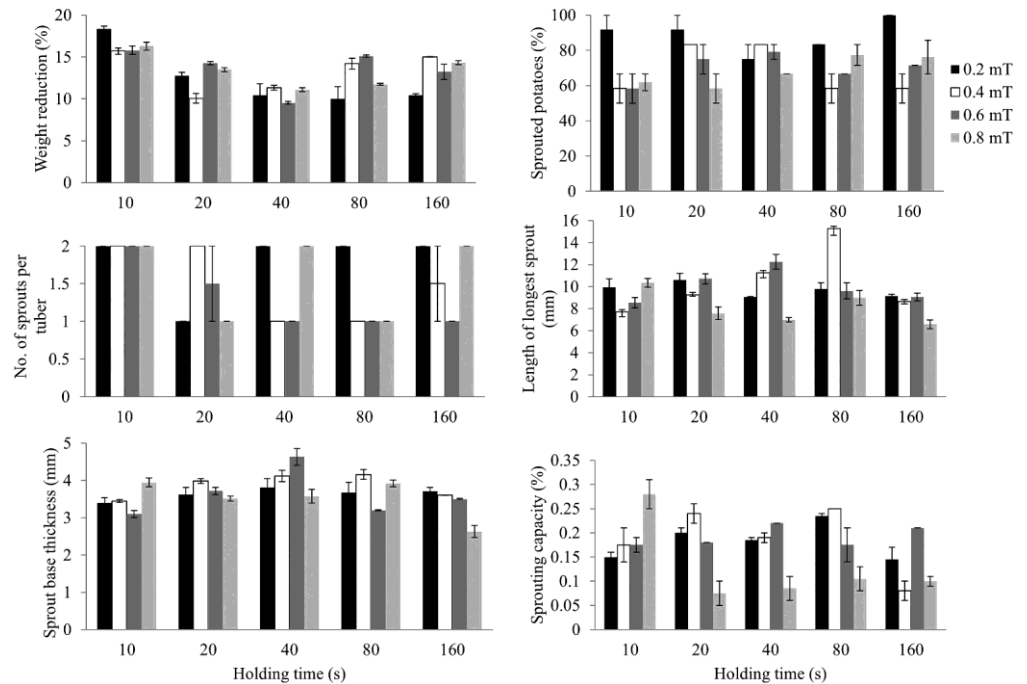 Weight reduction (%)
20
15
10
5
0
10 20 40 80 160
Sprouted potatoes (%)
100
80
60
40
20
0
10 20 40 80 160
0.2 mT
0.4 mT
0.6 mT
0.8 mT
No. of sprouts per
tuber
2
1.5
1
0.5
0
10 20 40 80 160
Length of longest sprout
(mm)
16
14
12
10
8
6
4
2
0
10 20 40 80 160
Sprout base thickness (mm)
5
4
3
2
1
0
10 20 40 80 160
Holding time (s)
Sprouting capacity (%)
0.35
0.3
0.25
0.2
0.15
0.1
0.05
0
10 20 40 80 160
Holding time (s)